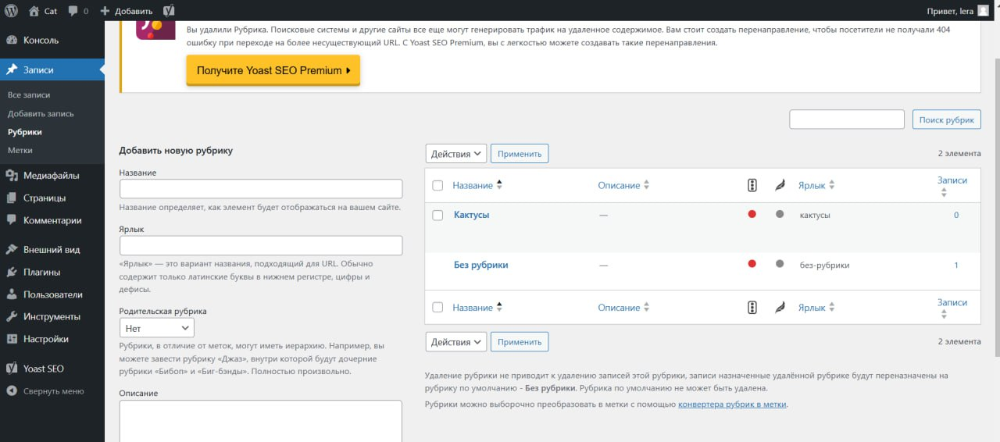 Cat
0
Добавить
Привет, lera
Консоль
Записи
Все записи
Добавить запись
Рубрики
Метки
Медиафайлы
Страницы
Комментарии
Внешний вид
Плагины
Пользователи
Инструменты
Настройки
Yoast SEO
Свернуть меню
Вы удалили Рубрика. Поисковые системы и другие сайты все еще могут генерировать трафик на удаленное содержимое. Вам стоит создать перенаправление, чтобы посетители не получали 404
ошибку при переходе на более несуществующий URL. С Yoast SEO Premium, вы с легкостью можете создавать такие перенаправления.
Получите Yoast SEO Premium
Поиск рубрик
Добавить новую рубрику
Название
Название определяет, как элемент будет отображаться на вашем сайте.
Ярлык
«Ярлык» — это вариант названия, подходящий для URL. Обычно
содержит только латинские буквы в нижнем регистре, цифры и
дефисы.
Родительская рубрика
Нет
Рубрики, в отличие от меток, могут иметь иерархию. Например, вы
можете завести рубрику «Джаз», внутри которой будут дочерние
рубрики «Бибоп» и «Биг-бэнды». Полностью произвольно.
Описание
Действия
Применить
2 элемента
Название
Описание
Ярлык
Записи
Кактусы
—
кактусы
0
Без рубрики
—
без-рубрики
1
Название
Описание
Ярлык
Записи
Действия
Применить
2 элемента
Удаление рубрики не приводит к удалению записей этой рубрики, записи назначенные удалённой рубрике будут переназначены на
рубрику по умолчанию - Без рубрики. Рубрика по умолчанию не может быть удалена.
Рубрики можно выборочно преобразовать в метки с помощью конвертера рубрик в метки.